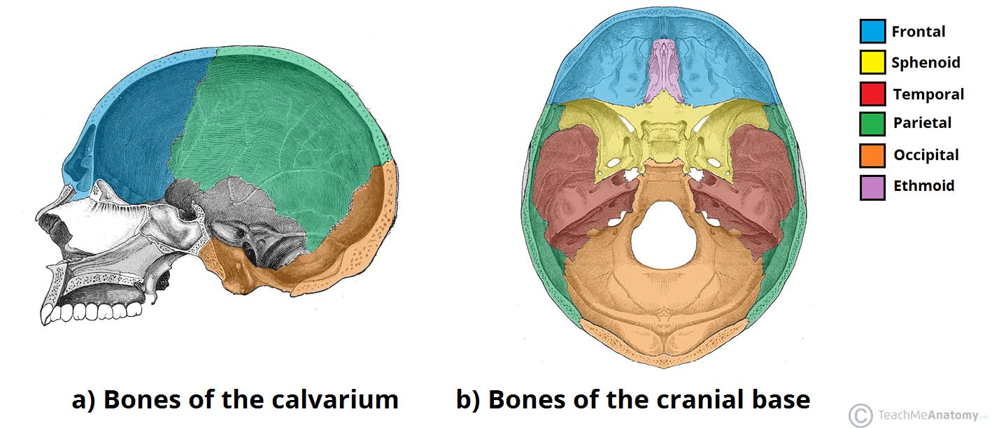 Frontal
Sphenoid
Temporal
Parietal
Occipital
Ethmoid
a) Bones of the calvarium
b) Bones of the cranial base
© TeachMeAnatomy